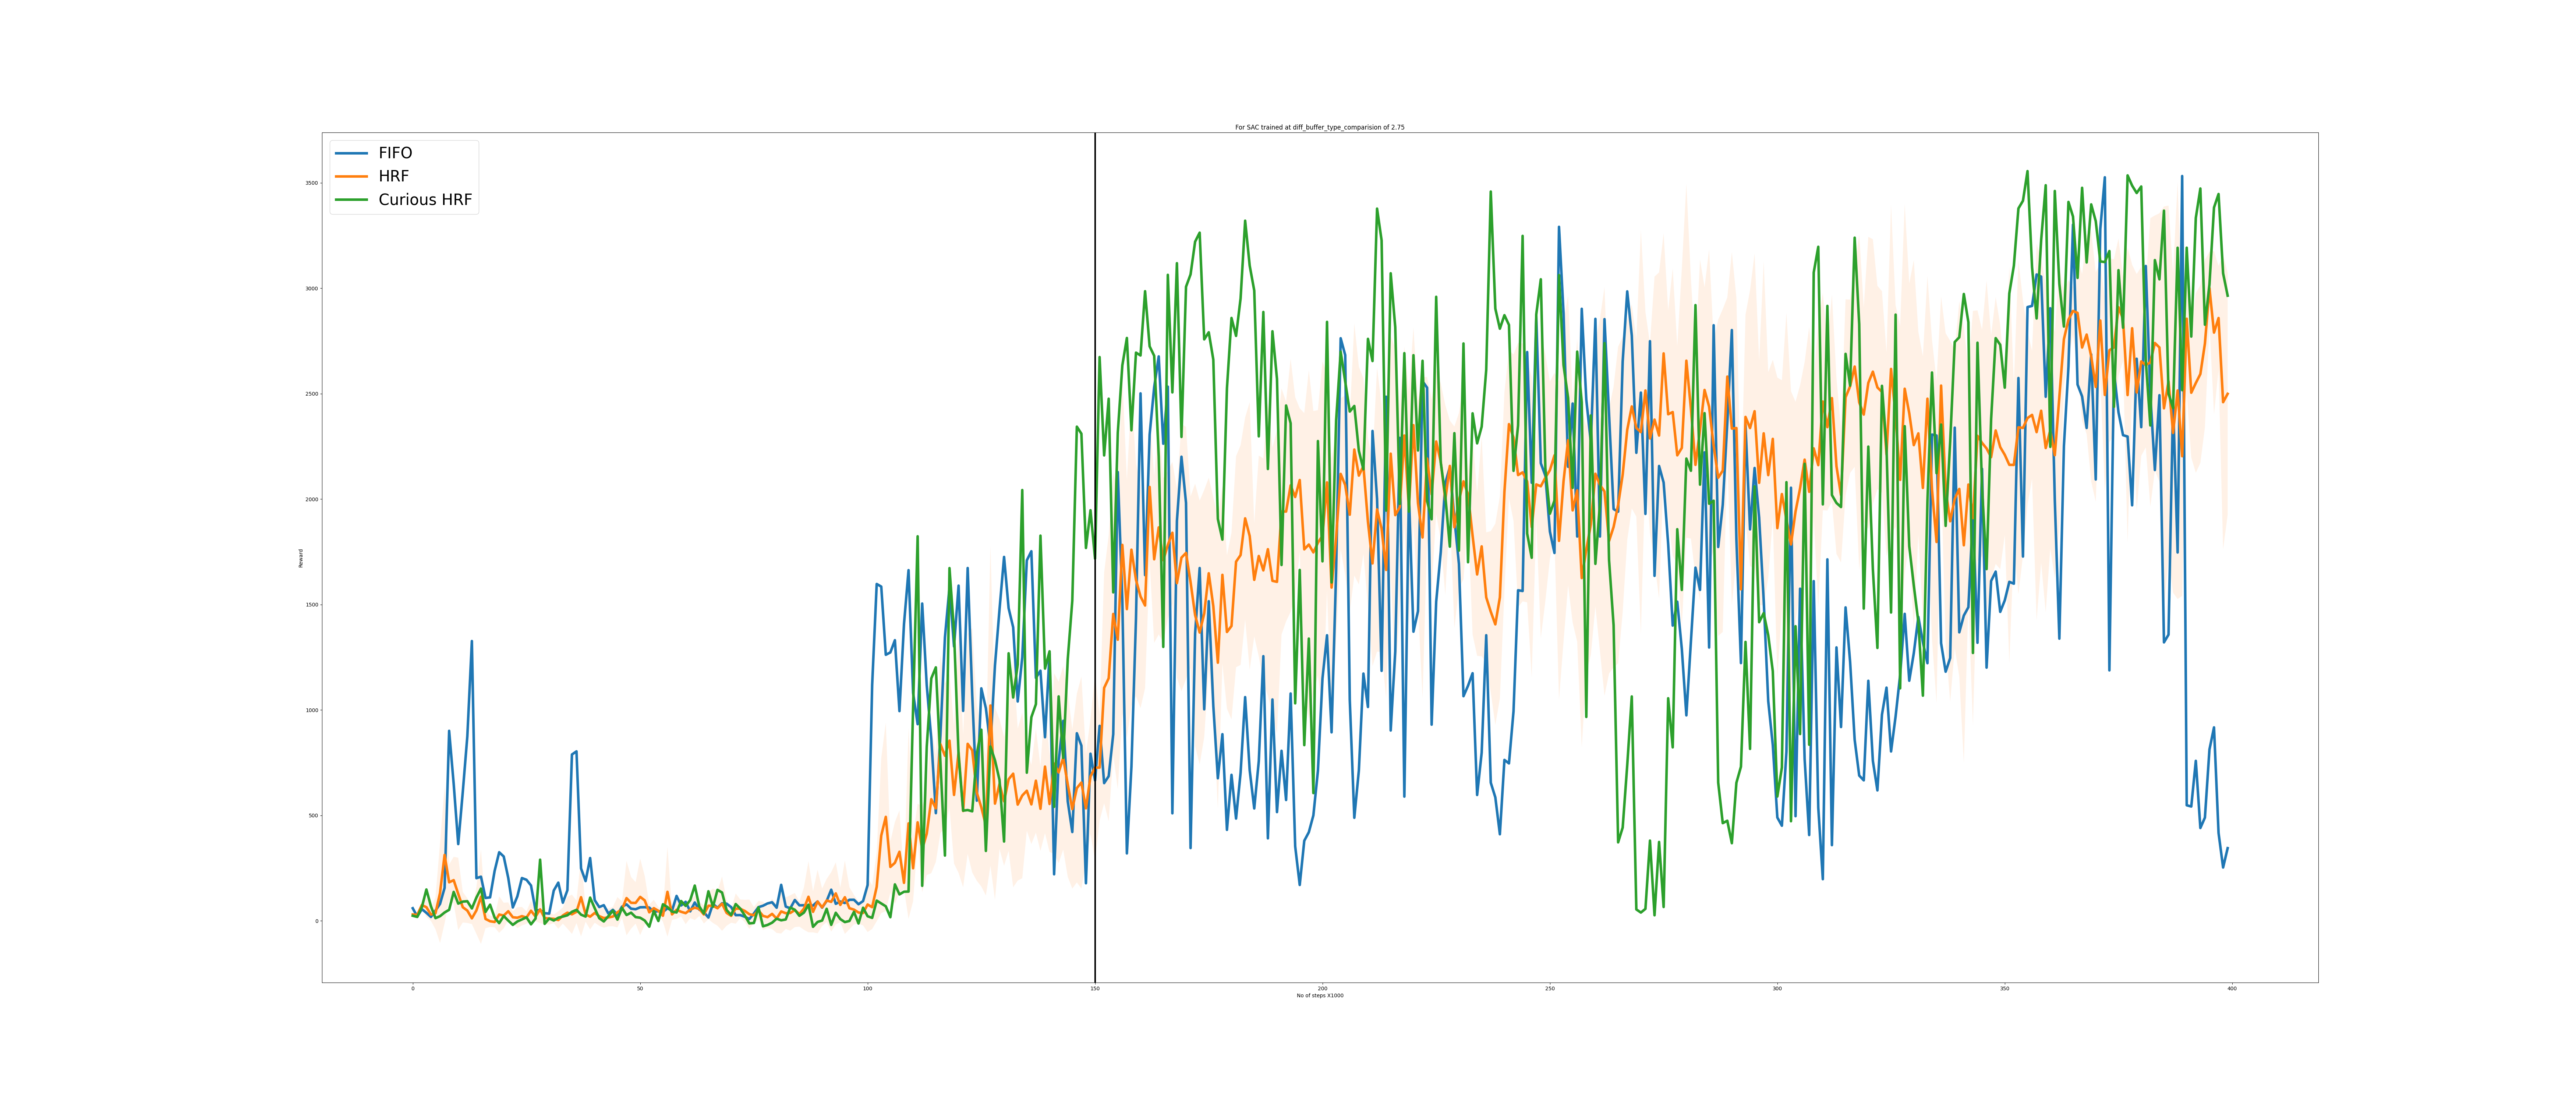 For SAC trained at diff_buffer_type_comparision of 2.75
FIFO
HRF
Curious HRF
3500
3000
2500
2000
1500
1000
500
0
Reward
0 50 100 150 200 250 300 350 400
No of steps X1000